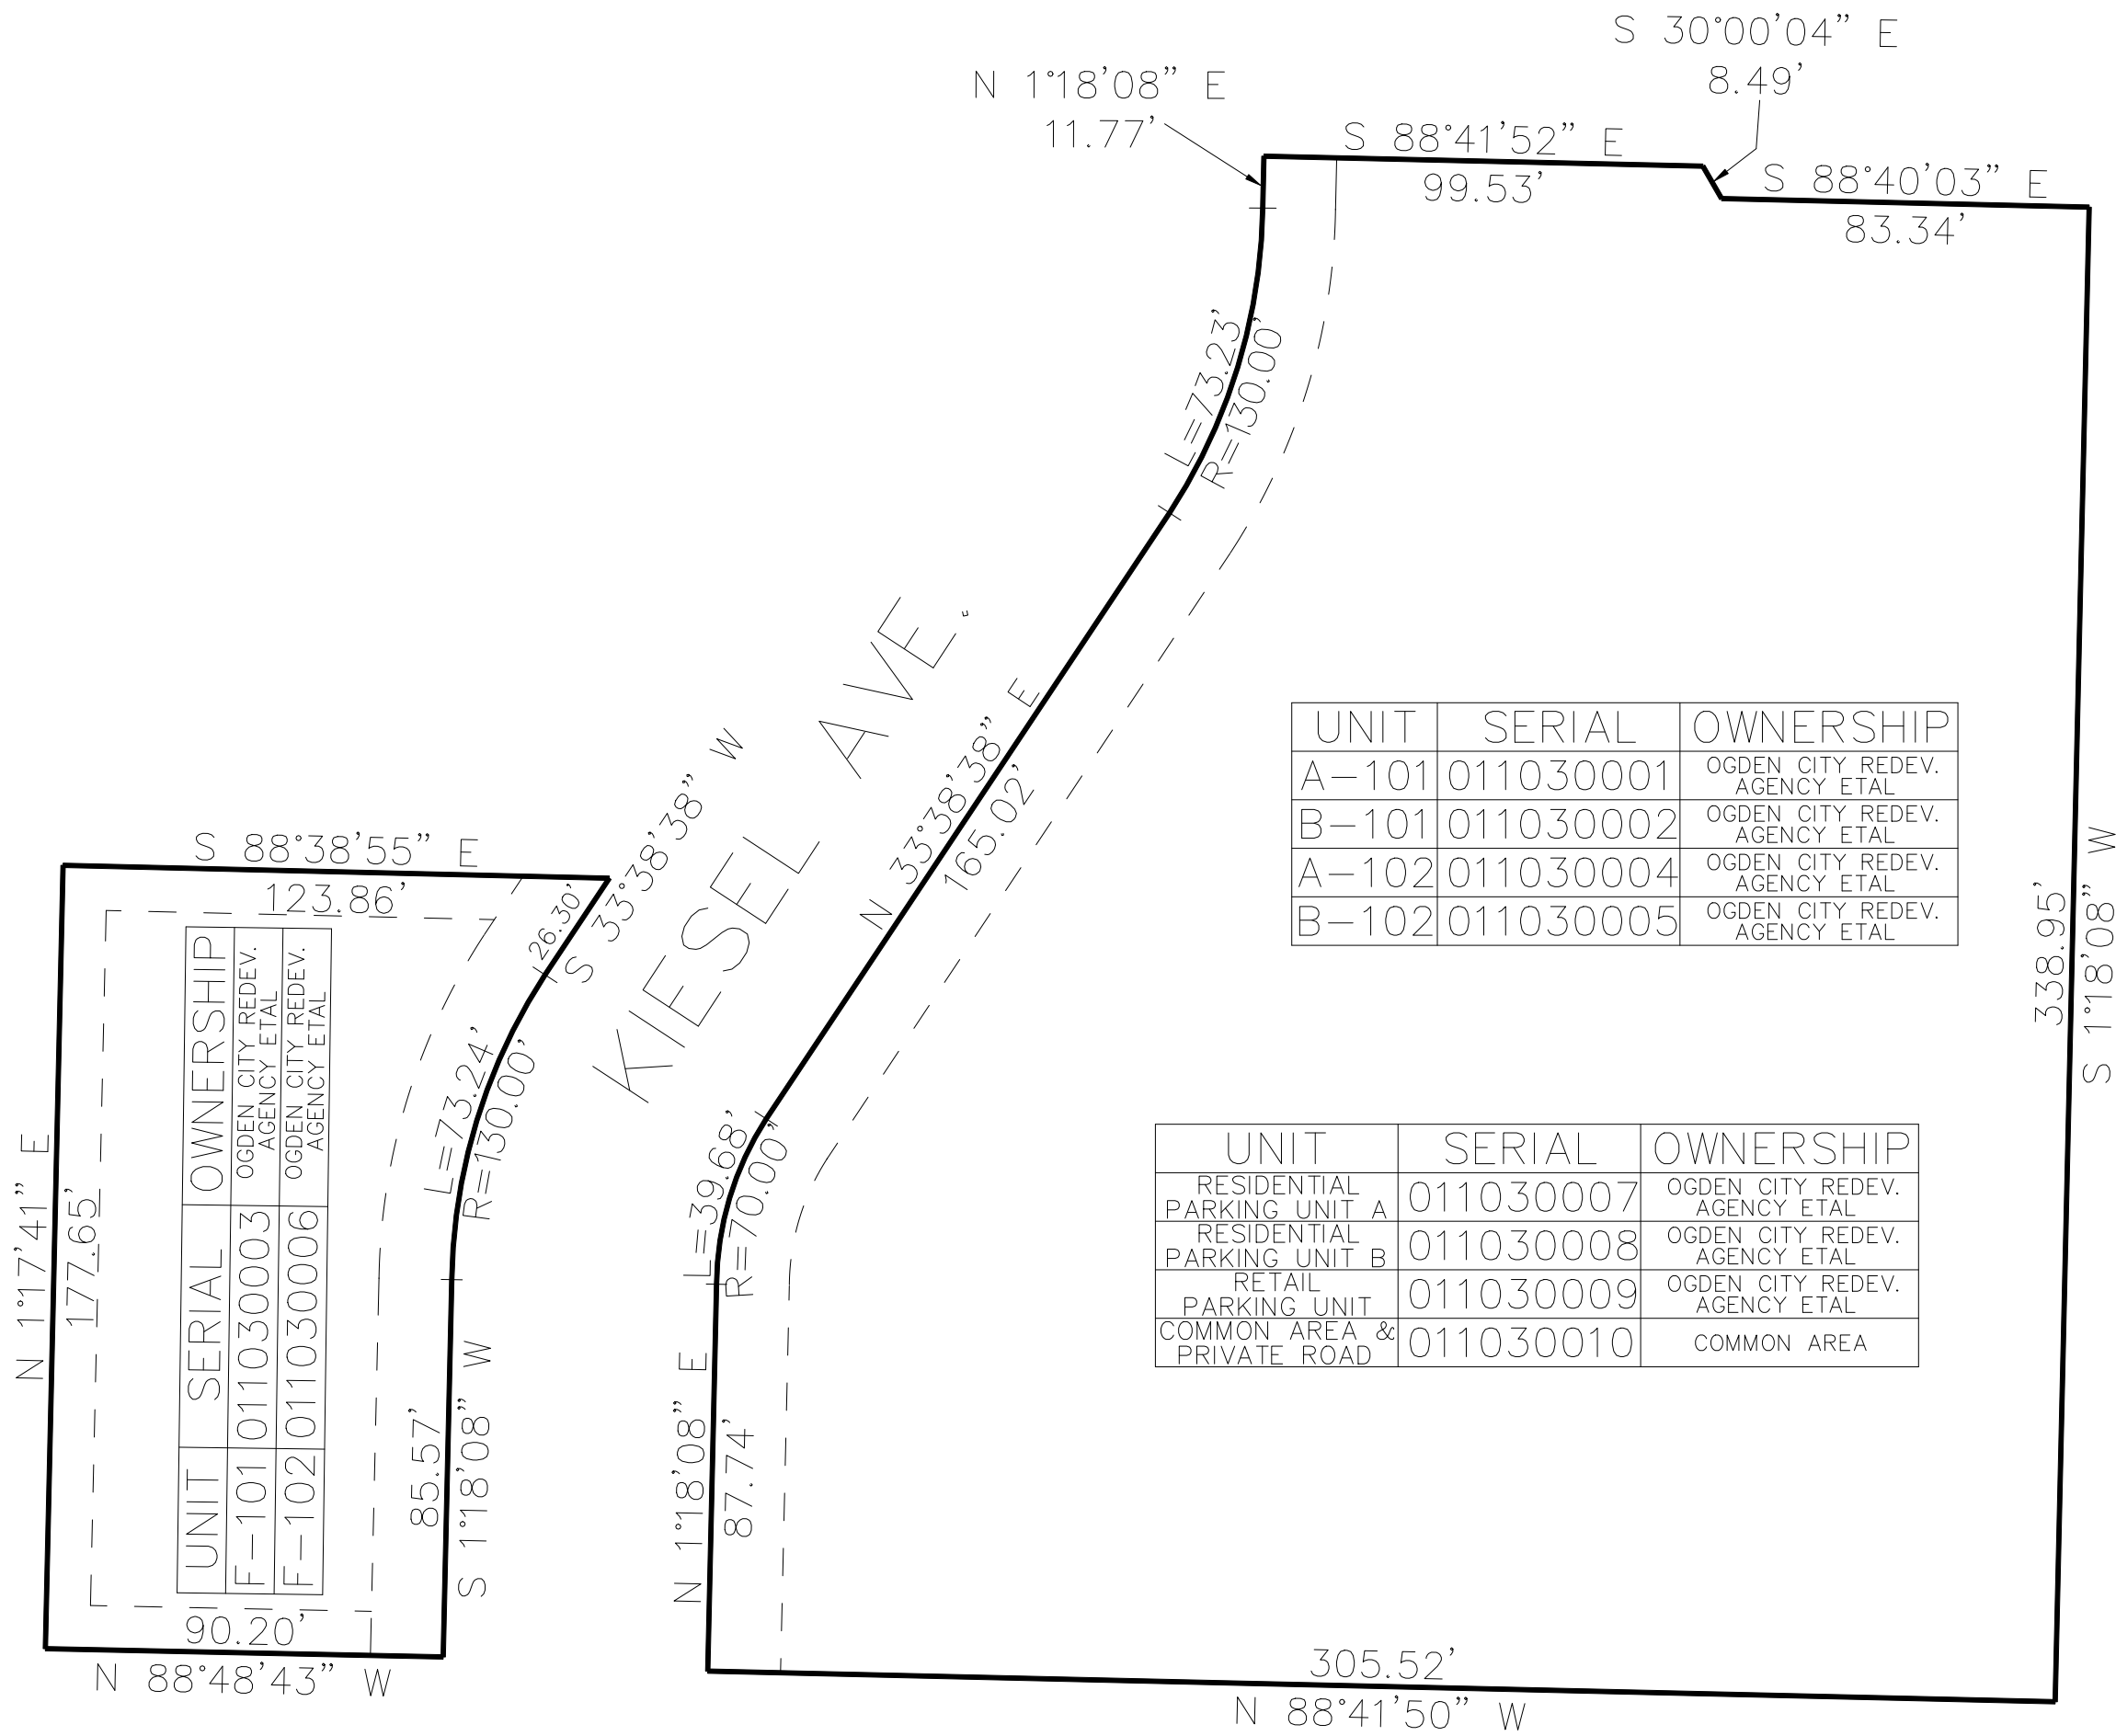 S 30°00'04" E
8.49'
N 1°18'08" E
11.77'
S 88°41'52" E
99.53'
S 88°40'03" E
83.34'
L=73.23'
R=130.00'
N 33°38'38" E
165.02'
KIESEL AVE.
UNIT SERIAL OWNERSHIP
A-101 011030001 OGDEN CITY REDEV.
AGENCY ETAL
B-101 011030002 OGDEN CITY REDEV.
AGENCY ETAL
A-102 011030004 OGDEN CITY REDEV.
AGENCY ETAL
B-102 011030005 OGDEN CITY REDEV.
AGENCY ETAL
338.95'
S 1°18'08" W
S 88°38'55" E
123.86'
26.30'
S 33°38'38" W
N 1°17'41" E
177.65'
UNIT SERIAL OWNERSHIP
F-101 011030003 OGDEN CITY REDEV.
AGENCY ETAL
F-102 011030006 OGDEN CITY REDEV.
AGENCY ETAL
L=73.24'
R=130.00'
85.57'
S 1°18'08" W
90.20'
N 88°48'43" W
L=39.68'
R=70.00'
N 1°18'08" E
87.74'
UNIT SERIAL OWNERSHIP
RESIDENTIAL
PARKING UNIT A 011030007 OGDEN CITY REDEV.
AGENCY ETAL
RESIDENTIAL
PARKING UNIT B 011030008 OGDEN CITY REDEV.
AGENCY ETAL
RETAIL
PARKING UNIT 011030009 OGDEN CITY REDEV.
AGENCY ETAL
COMMON AREA &
PRIVATE ROAD 011030010 COMMON AREA
305.52'
N 88°41'50" W